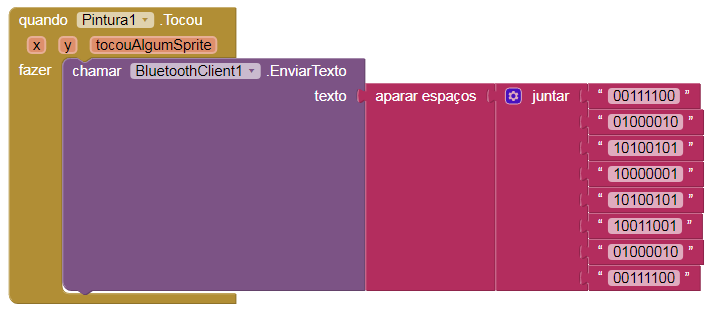 quando Pintura1 .Tocou
x y tocouAlgumSprite
fazer chamar BluetoothClient1 .EnviarTexto
texto aparar espaços juntar “ 00111100 ”
“ 01000010 ”
“ 10100101 ”
“ 10000001 ”
“ 10100101 ”
“ 10011001 ”
“ 01000010 ”
“ 00111100 ”